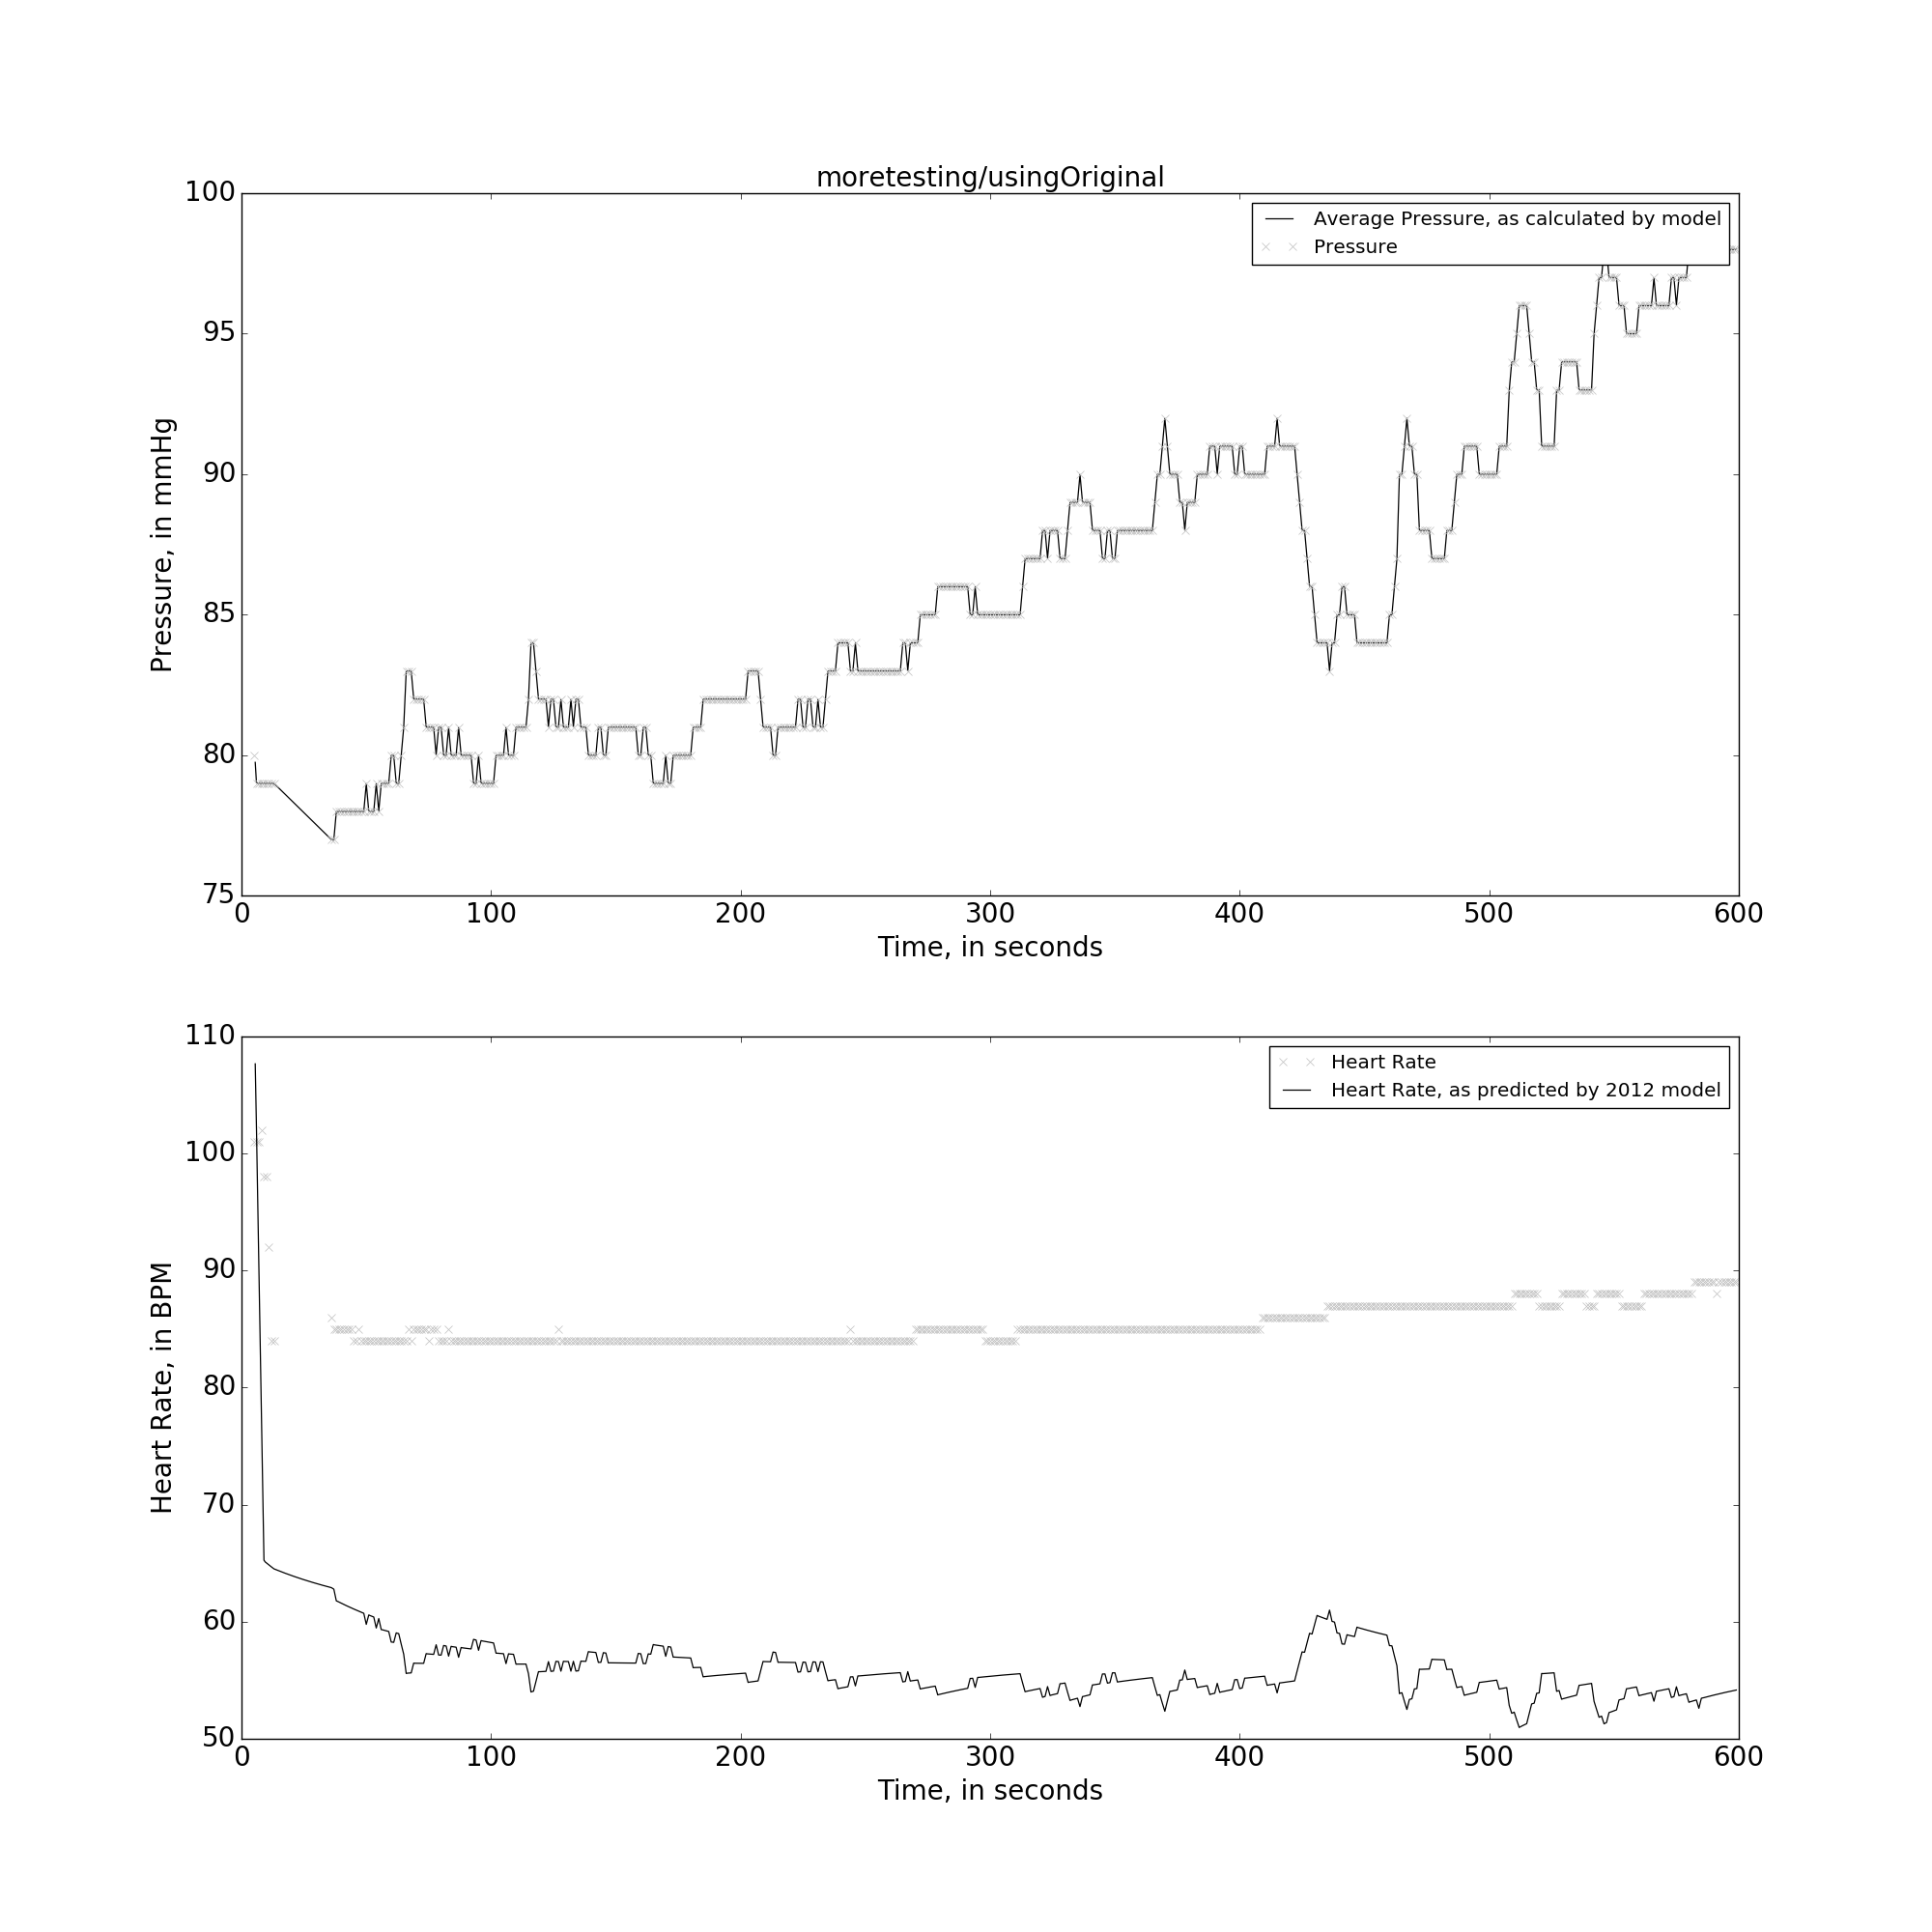 moretesting/usingOriginal
100
95
90
85
80
75
Pressure, in mmHg
Average Pressure, as calculated by model
Pressure
0 100 200 300 400 500 600
Time, in seconds
110
100
90
80
70
60
50
Heart Rate, in BPM
Heart Rate
Heart Rate, as predicted by 2012 model
0 100 200 300 400 500 600
Time, in seconds